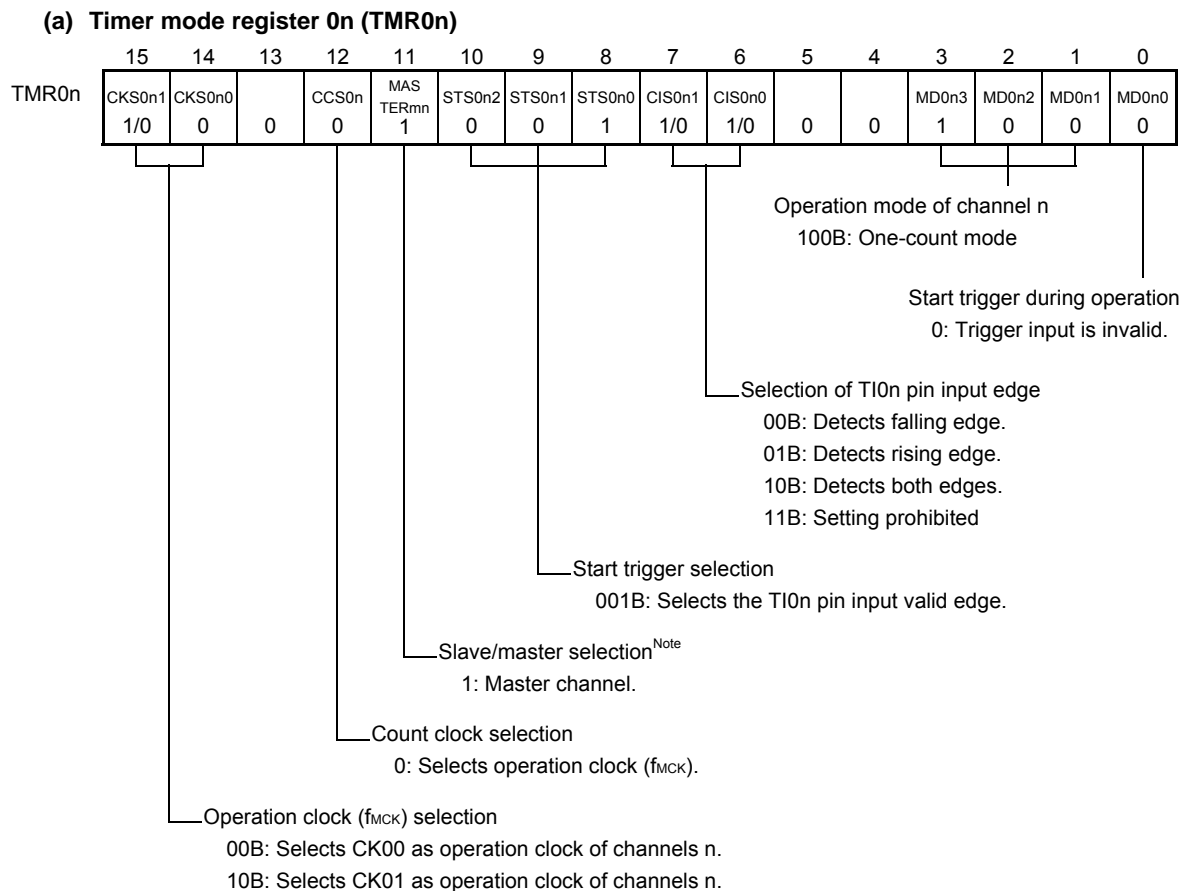 (a) Timer mode register 0n (TMR0n)
15 14 13 12 11 10 9 8 7 6 5 4 3 2 1 0
TMR0n CKS0n1 CKS0n0 CCS0n MAS TERmn STS0n2 STS0n1 STS0n0 CIS0n1 CIS0n0 MD0n3 MD0n2 MD0n1 MD0n0
1/0 0 0 0 1 0 0 1 1/0 1/0 0 0 1 0 0 0
Operation mode of channel n
100B: One-count mode
Start trigger during operation
0: Trigger input is invalid.
Selection of TI0n pin input edge
00B: Detects falling edge.
01B: Detects rising edge.
10B: Detects both edges.
11B: Setting prohibited
Start trigger selection
001B: Selects the TI0n pin input valid edge.
Slave/master selection Note
1: Master channel.
Count clock selection
0: Selects operation clock (fMCK).
Operation clock (fMCK) selection
00B: Selects CK00 as operation clock of channels n.
10B: Selects CK01 as operation clock of channels n.